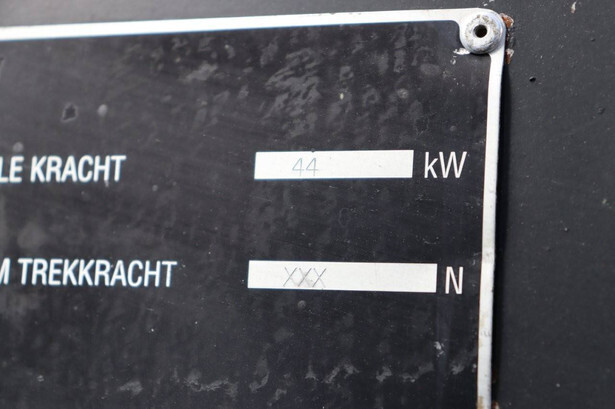 LE KRACHT 44 kW
M TREKKRACHT XXX N